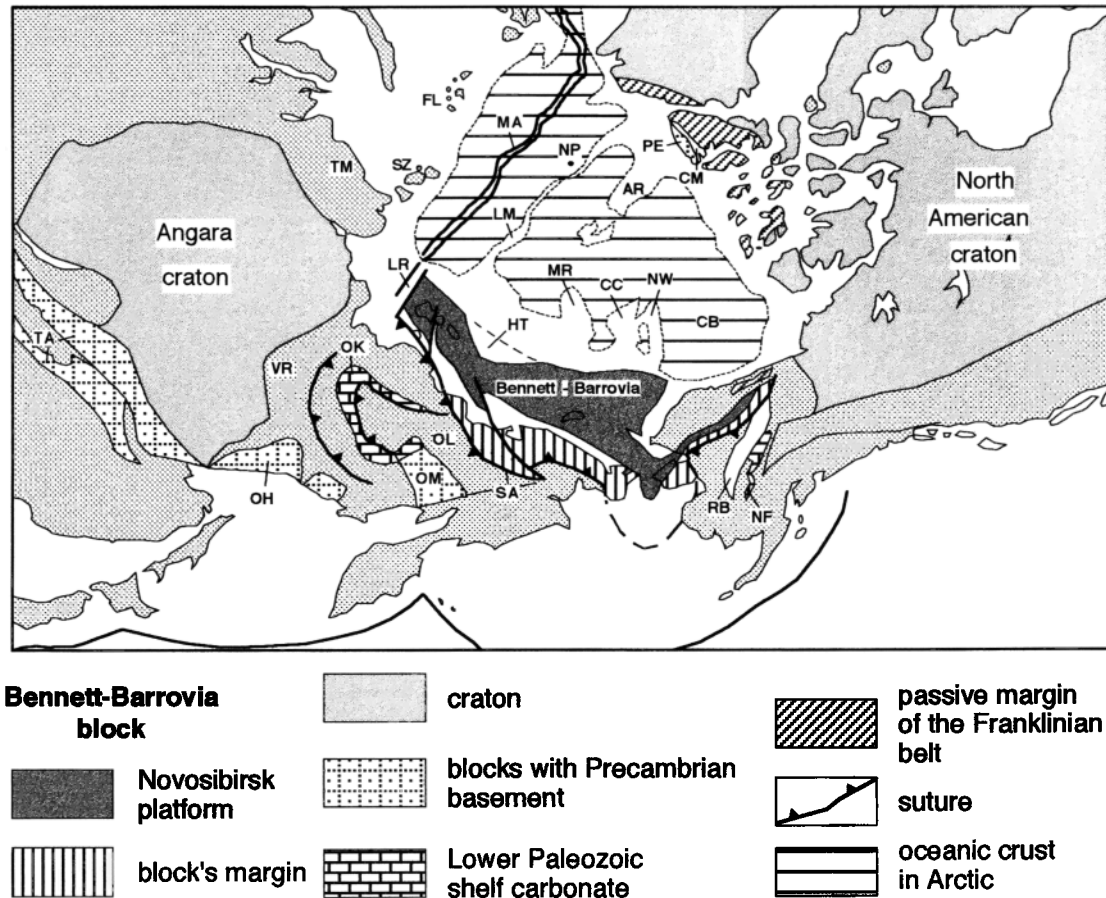 FL
MA
NP
PE
CM
TM
SZ
AR
North
American
craton
Angara
craton
LM
LR
MR
CC
NW
HT
CB
TA
VR
OK
Bennett - Barrovia
OL
OM
OH
SA
RB
NF
Bennett-Barrovia
block
Novosibirsk
platform
block's margin
craton
blocks with Precambrian
basement
Lower Paleozoic
shelf carbonate
passive margin
of the Franklinian
belt
suture
oceanic crust
in Arctic